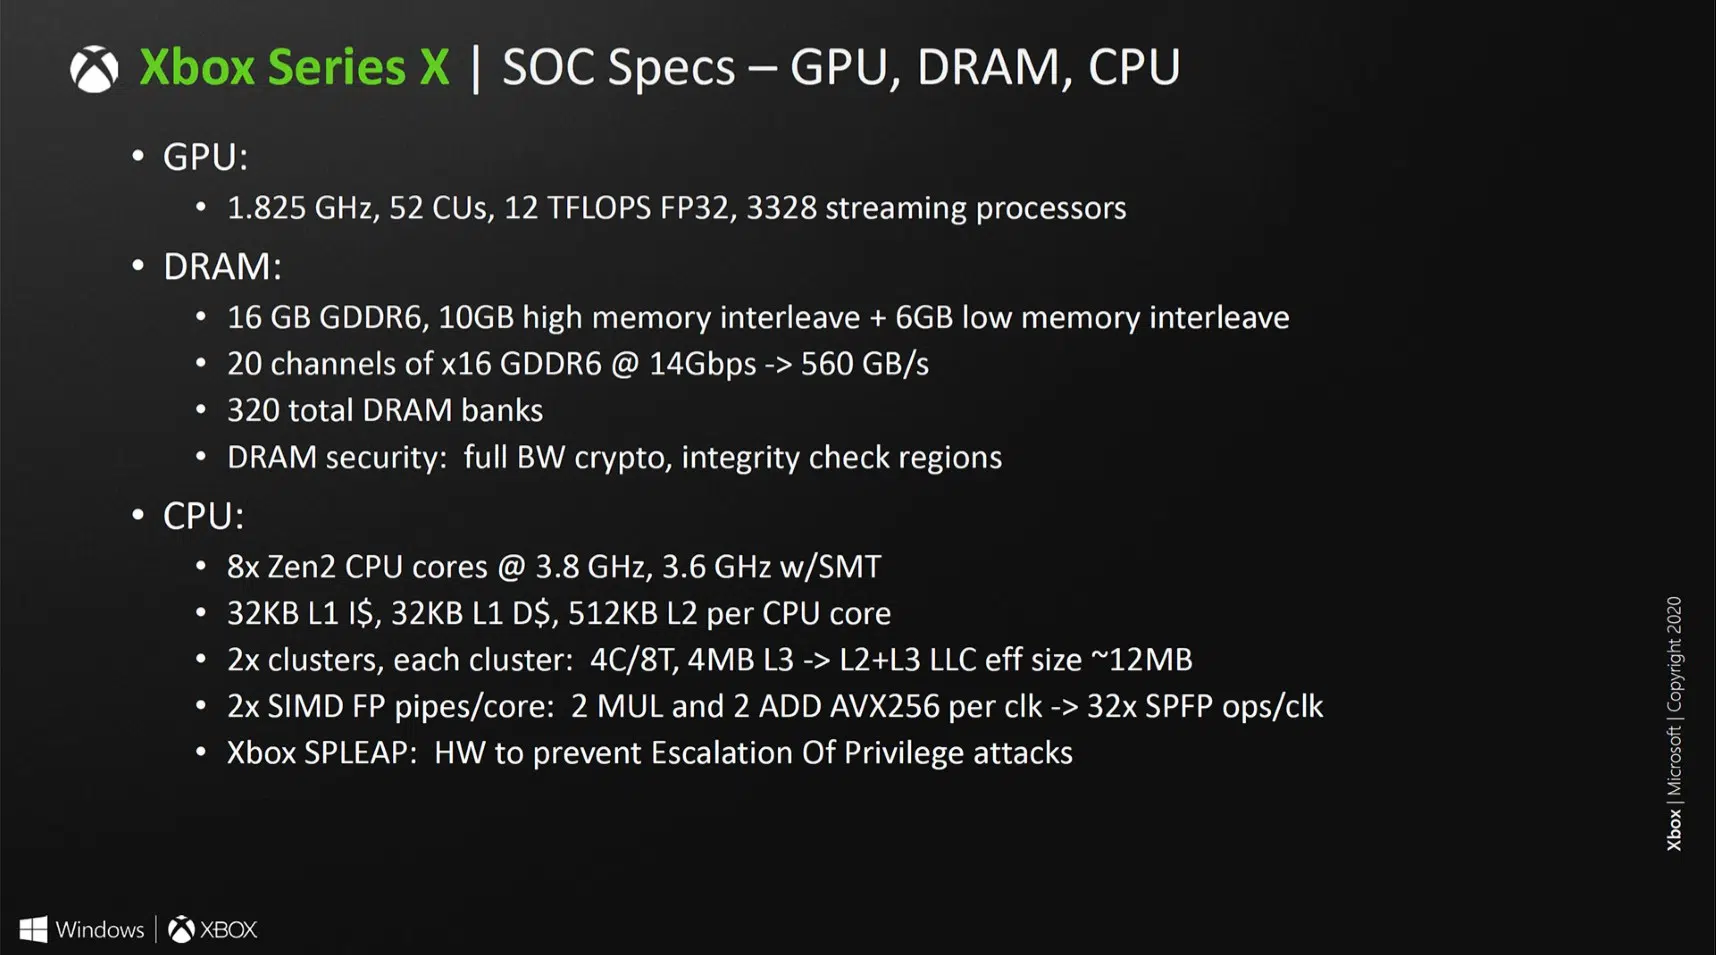 Xbox Series X | SOC Specs – GPU, DRAM, CPU
• GPU:
• 1.825 GHz, 52 CUs, 12 TFLOPS FP32, 3328 streaming processors
• DRAM:
• 16 GB GDDR6, 10GB high memory interleave + 6GB low memory interleave
• 20 channels of x16 GDDR6 @ 14Gbps -> 560 GB/s
• 320 total DRAM banks
• DRAM security:  full BW crypto, integrity check regions
• CPU:
• 8x Zen2 CPU cores @ 3.8 GHz, 3.6 GHz w/SMT
• 32KB L1 I$, 32KB L1 D$, 512KB L2 per CPU core
• 2x clusters, each cluster:  4C/8T, 4MB L3 -> L2+L3 LLC eff size ~12MB
• 2x SIMD FP pipes/core:  2 MUL and 2 ADD AVX256 per clk -> 32x SPFP ops/clk
• Xbox SPLEAP:  HW to prevent Escalation Of Privilege attacks
Xbox | Microsoft | Copyright 2020
Windows | XBOX